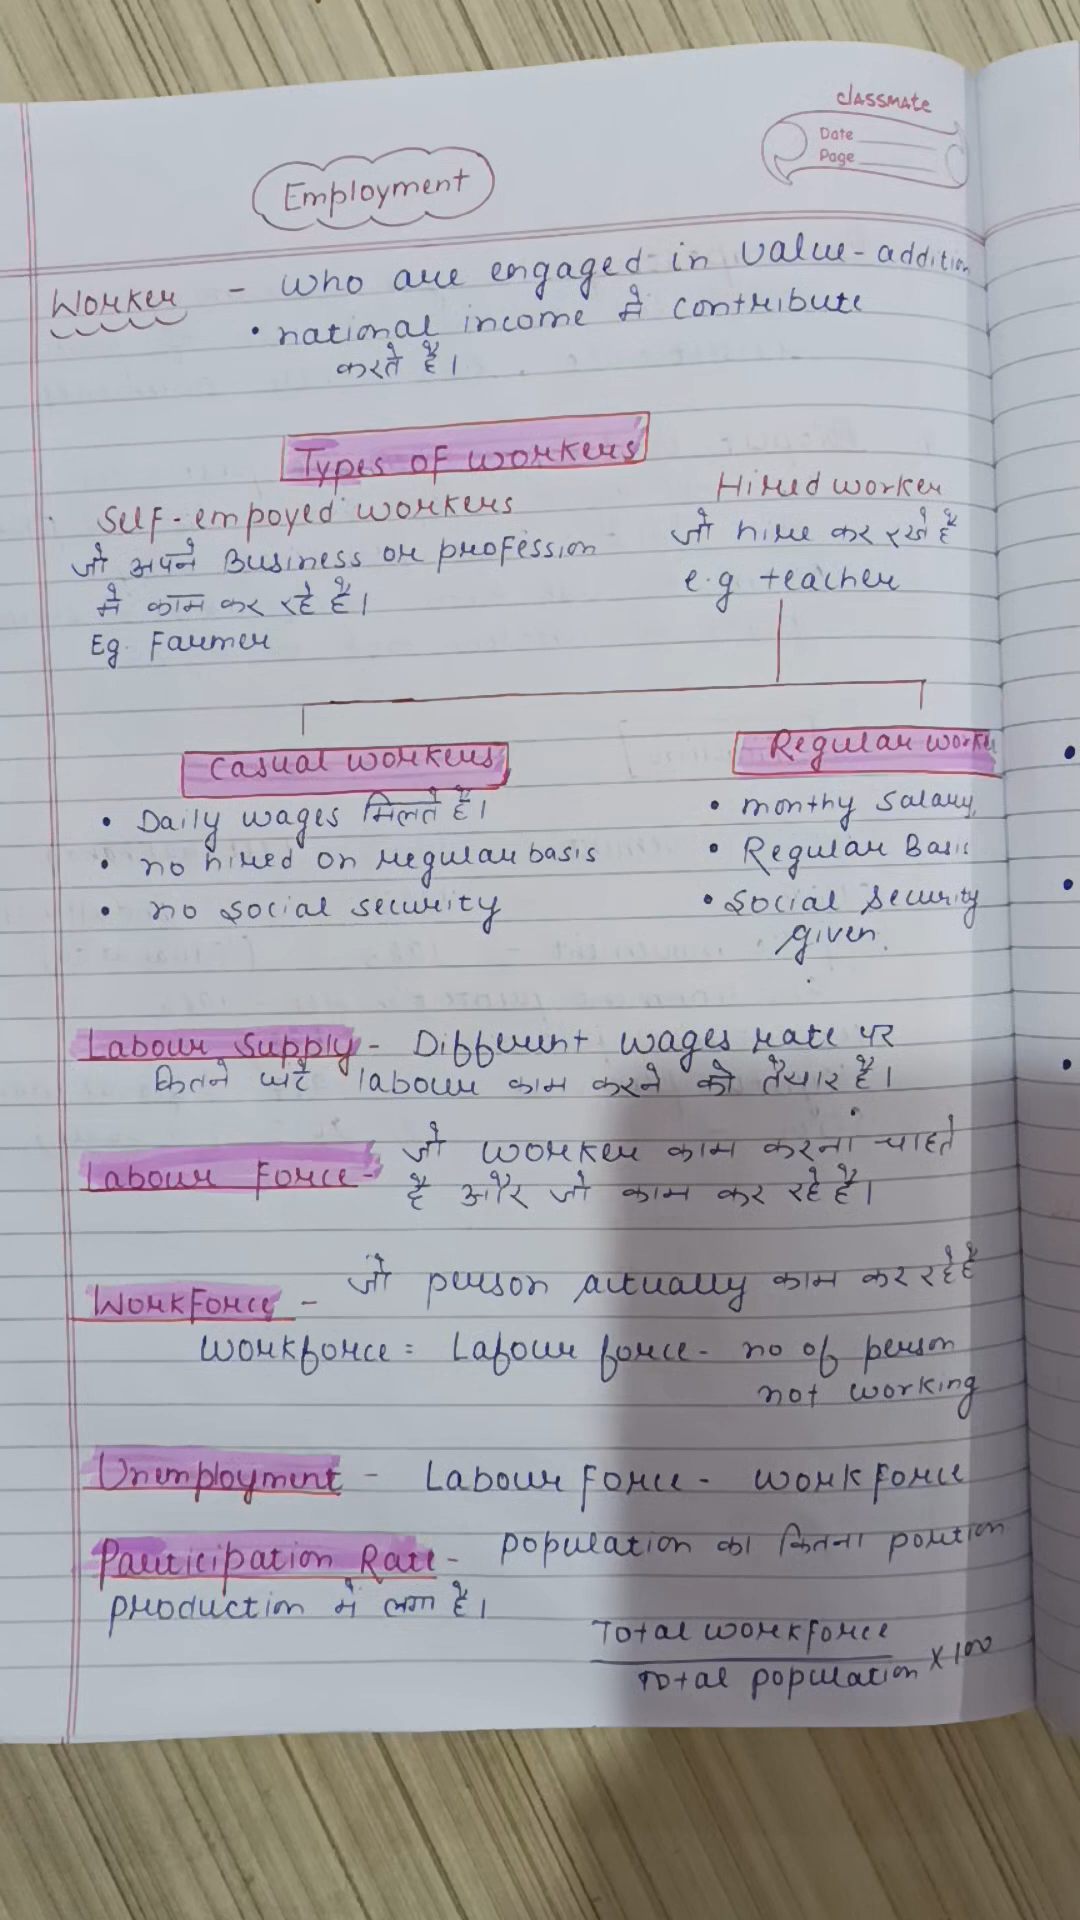 classmate
Date
Page
Employment
Worker - who are engaged in value-addition
• national income में contribute
करते है।
Types of workers
Self-empoyed workers
जो अपने Business or profession
में काम कर रहे है।
Eg. Farmer
Hired worker
जो hire कर रखे है
e.g teacher
Casual workers
• Daily wages मिलते है।
• no hired on regular basis
• no social security
Regular worker
• monthy salary
• Regular Basis
• Social Security
given.
Labour Supply - Different wages rate पर
कितने घंटे labour काम करने को तैयार है।
Labour Force - जो worker काम करना चाहते
है और जो काम कर रहे है।
Workforce - जो person actually काम कर रहे है
workforce = Labour force - no of person
not working
Unemployment - Labour Force - workforce
Participation Rate - population का कितना portion
production में लगा है।
Total workforce
Total population × 100